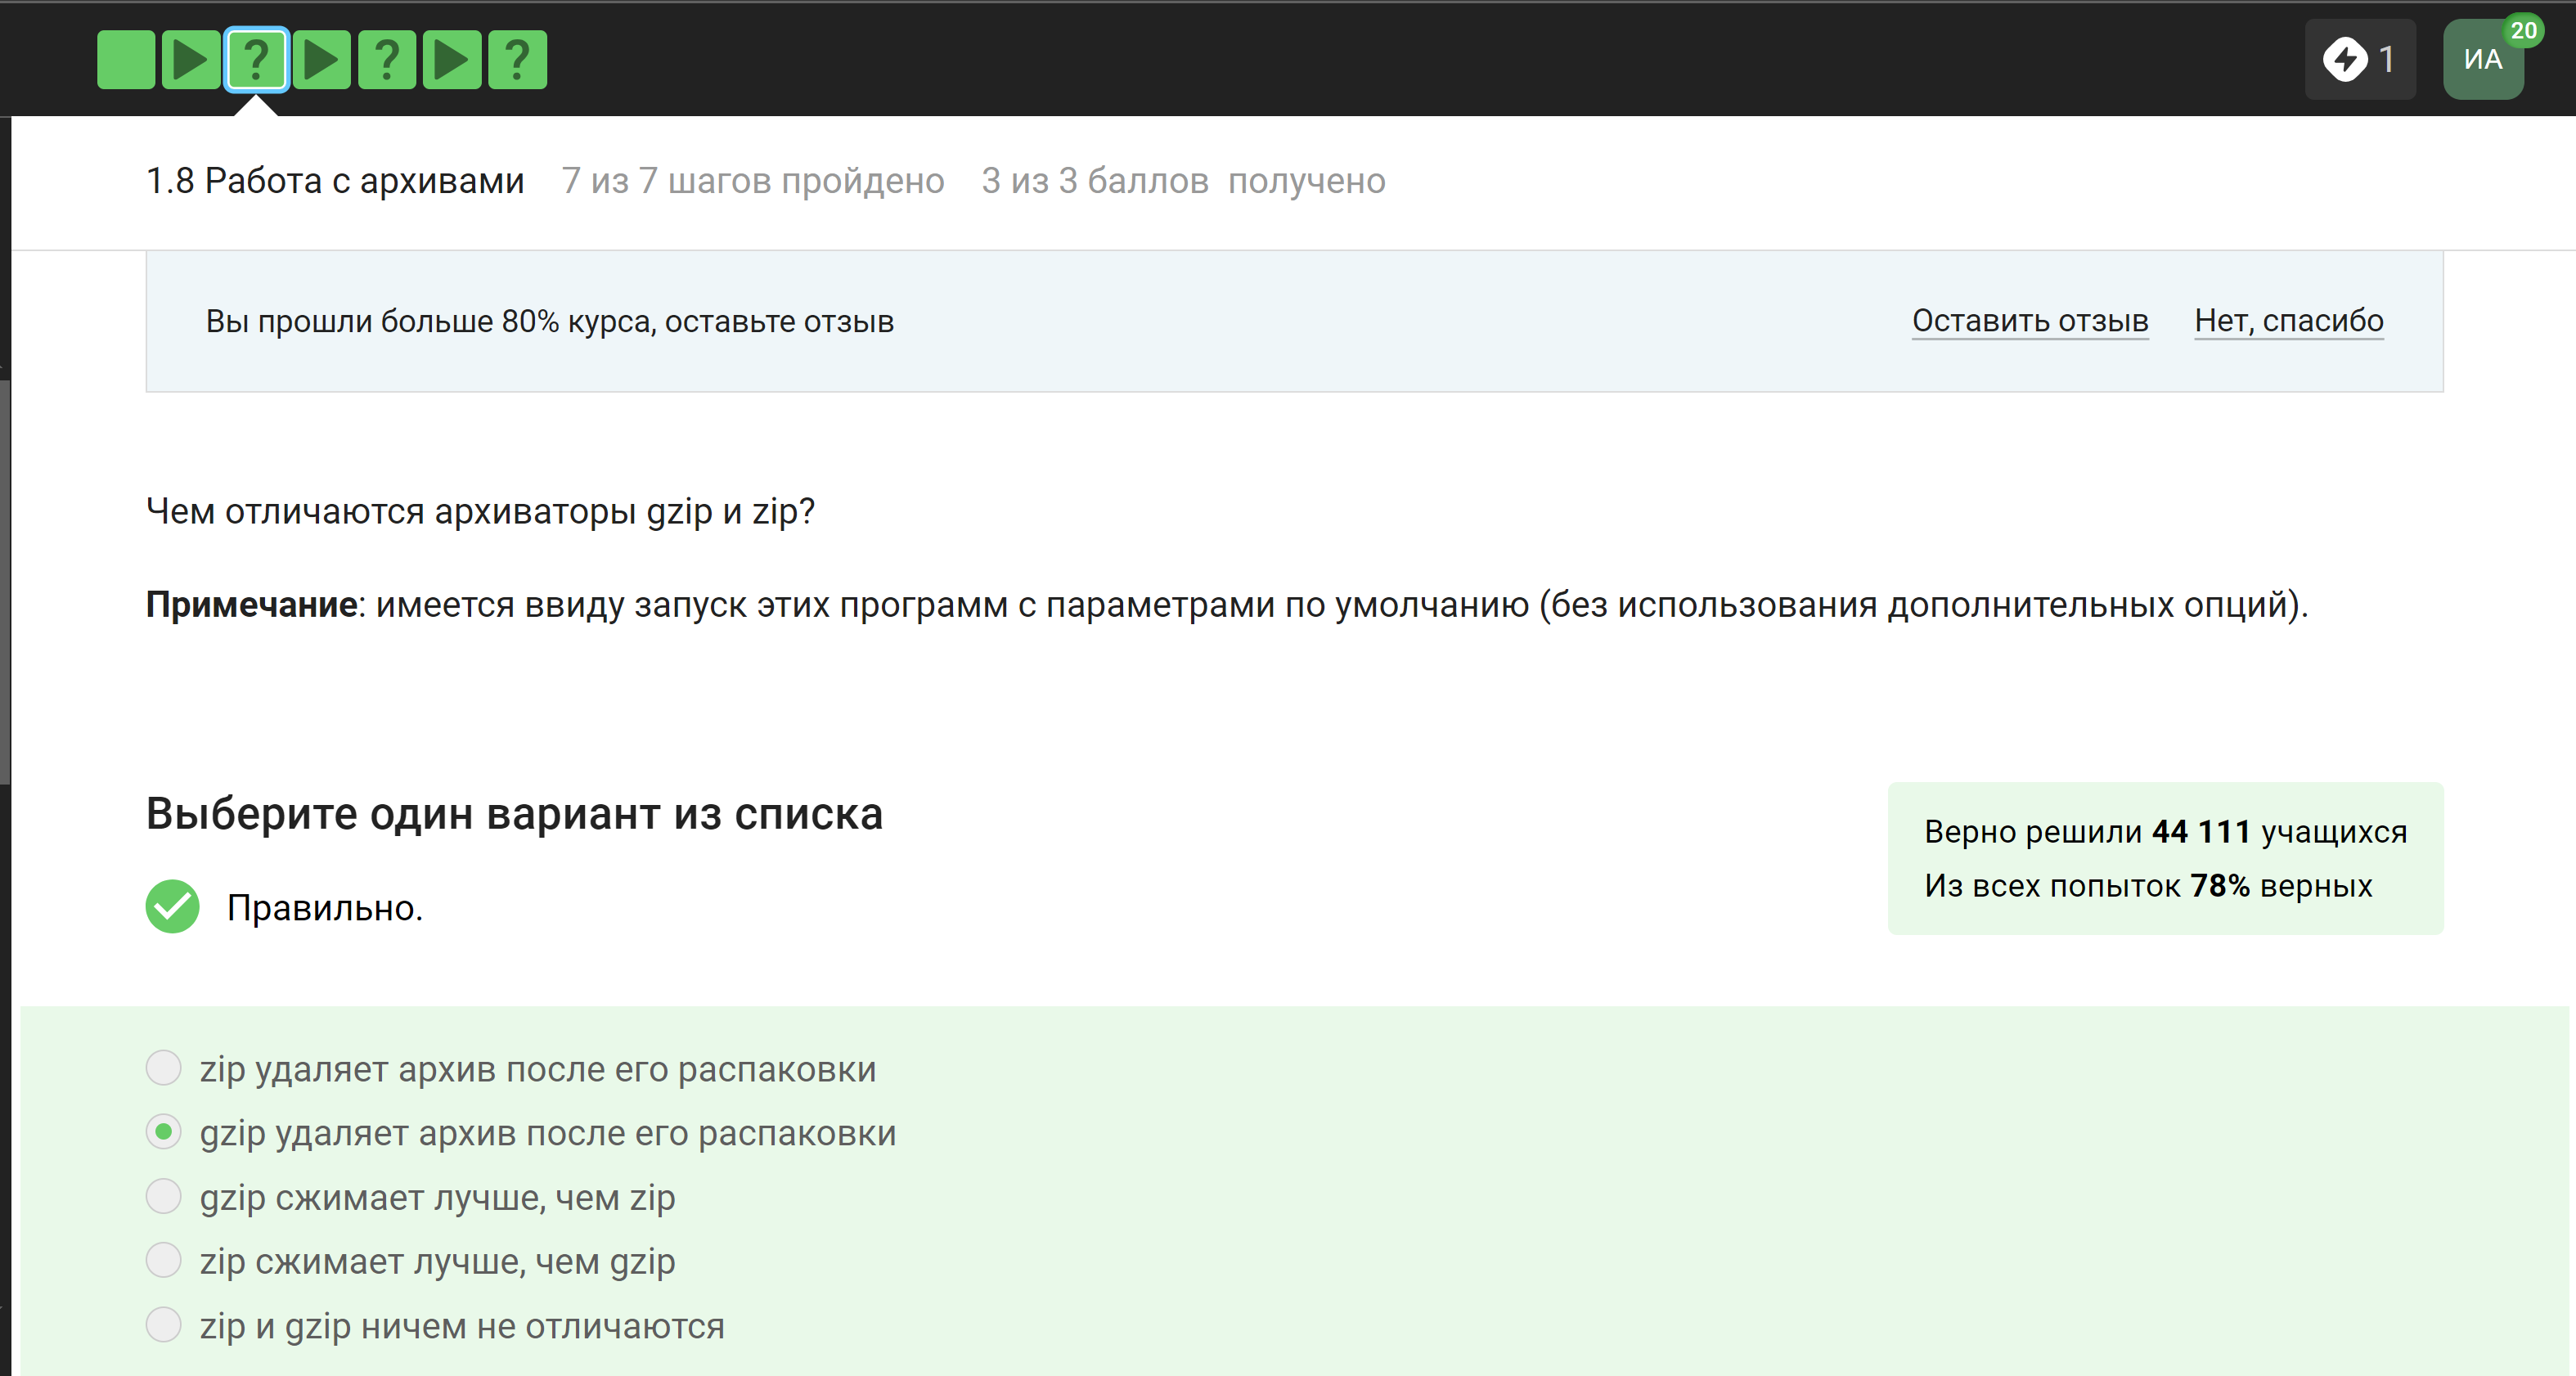 ? ? ?
1
ИА
20
1.8 Работа с архивами 7 из 7 шагов пройдено 3 из 3 баллов получено
Вы прошли больше 80% курса, оставьте отзыв
Оставить отзыв Нет, спасибо
Чем отличаются архиваторы gzip и zip?
Примечание: имеется ввиду запуск этих программ с параметрами по умолчанию (без использования дополнительных опций).
Выберите один вариант из списка
Правильно.
Верно решили 44 111 учащихся
Из всех попыток 78% верных
zip удаляет архив после его распаковки
gzip удаляет архив после его распаковки
gzip сжимает лучше, чем zip
zip сжимает лучше, чем gzip
zip и gzip ничем не отличаются